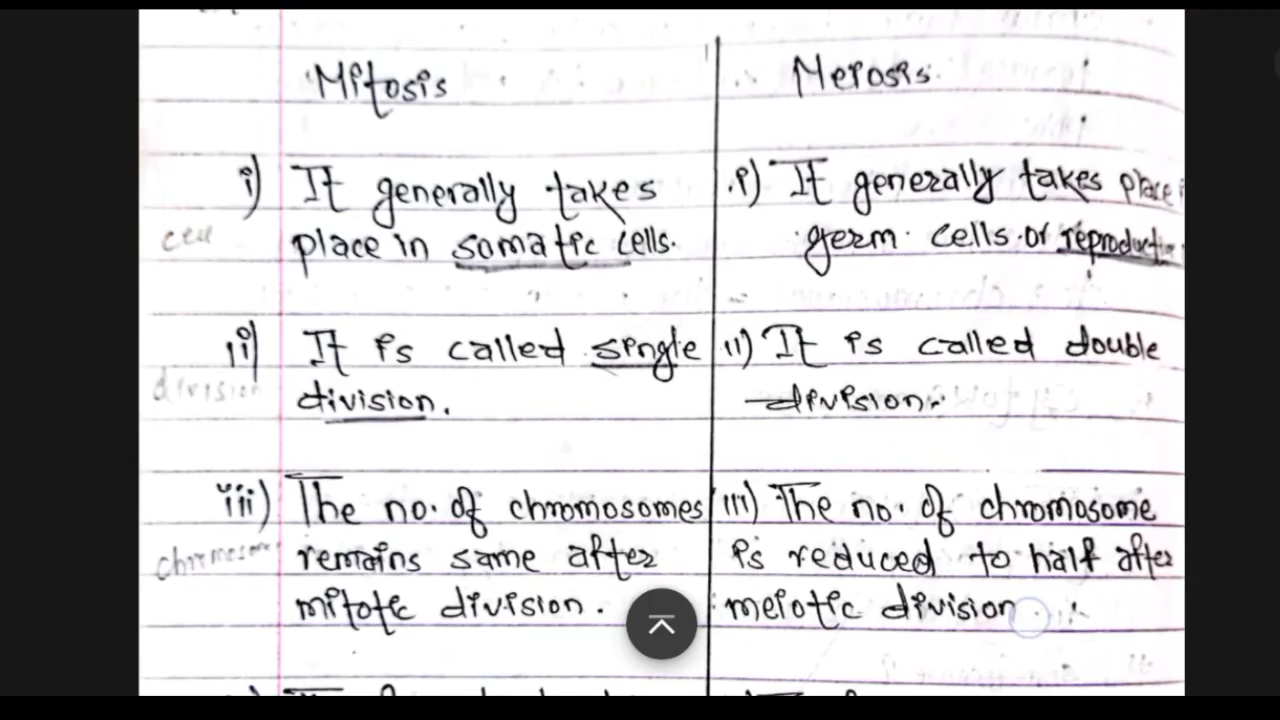 Mitosis
Meiosis.
i) It generally takes
place in somatic cells.
cell
i) It generally takes place
germ cells or
ii) It is called single
division.
division
ii) It is called double
division.
iii) The no. of chromosomes
remains same after
mitotic division.
iii) The no. of chromosome
is reduced to half after
meiotic division